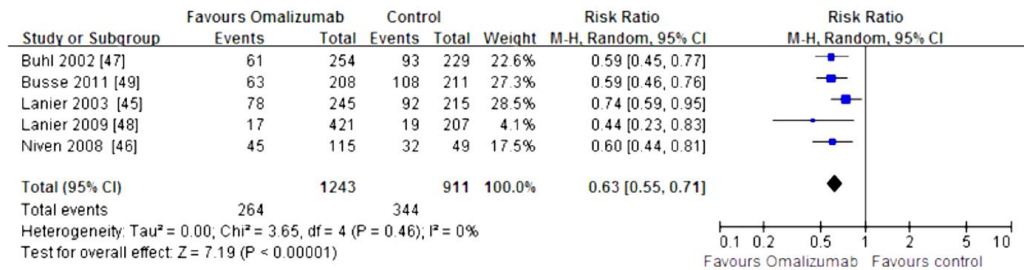 Favours Omalizumab Control Risk Ratio Risk Ratio
Study or Subgroup Events Total Events Total Weight M-H, Random, 95% CI M-H, Random, 95% CI
Buhl 2002 [47] 61 254 93 229 22.6% 0.59 [0.45, 0.77]
Busse 2011 [49] 63 208 108 211 27.3% 0.59 [0.46, 0.76]
Lanier 2003 [45] 78 245 92 215 28.5% 0.74 [0.59, 0.95]
Lanier 2009 [48] 17 421 19 207 4.1% 0.44 [0.23, 0.83]
Niven 2008 [46] 45 115 32 49 17.5% 0.60 [0.44, 0.81]
Total (95% CI) 1243 911 100.0% 0.63 [0.55, 0.71]
Total events 264 344
Heterogeneity: Tau² = 0.00; Chi² = 3.65, df = 4 (P = 0.46); I² = 0%
Test for overall effect: Z = 7.19 (P < 0.00001)
0.1 0.2 0.5 1 2 5 10
Favours Omalizumab Favours control